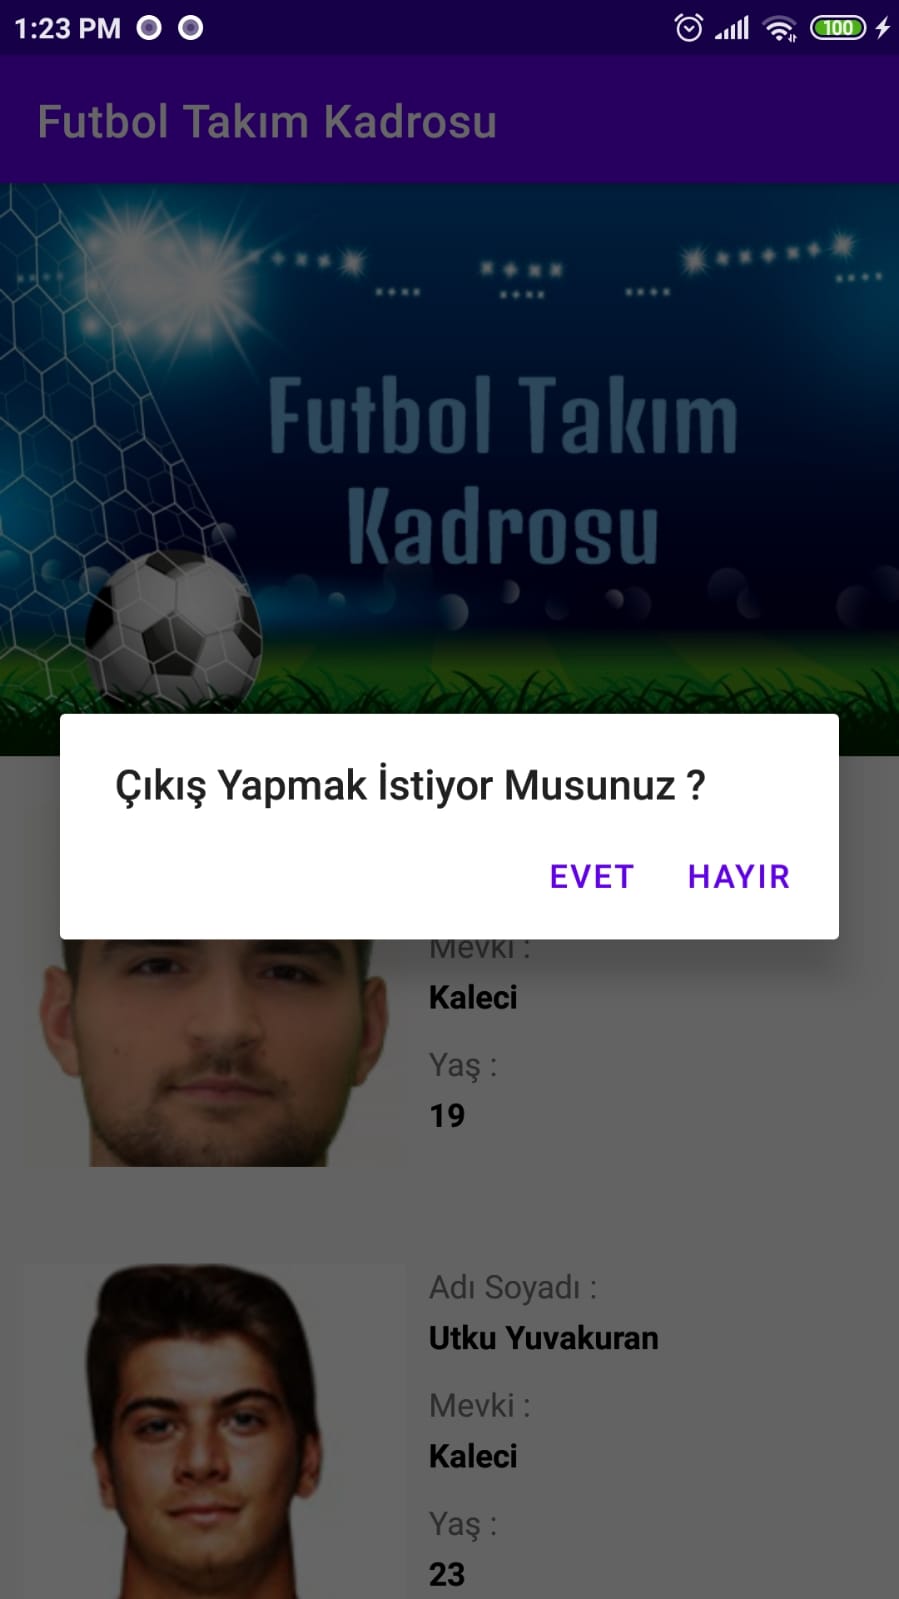 1:23 PM
100
Futbol Takım Kadrosu
Futbol Takım
Kadrosu
Çıkış Yapmak İstiyor Musunuz ?
EVET HAYIR
Mevki :
Kaleci
Yaş :
19
Adı Soyadı :
Utku Yuvakuran
Mevki :
Kaleci
Yaş :
23